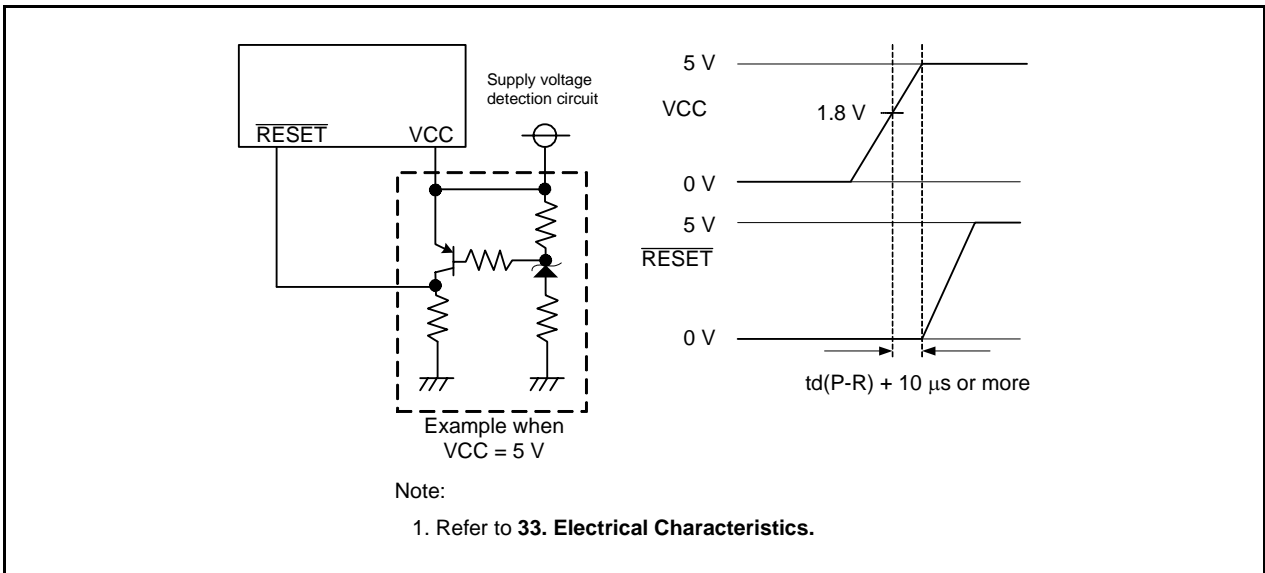 RESET VCC
Supply voltage
detection circuit
Example when
VCC = 5 V
5 V
VCC
1.8 V
0 V
5 V
RESET
0 V
td(P-R) + 10 μs or more
Note:
1. Refer to 33. Electrical Characteristics.